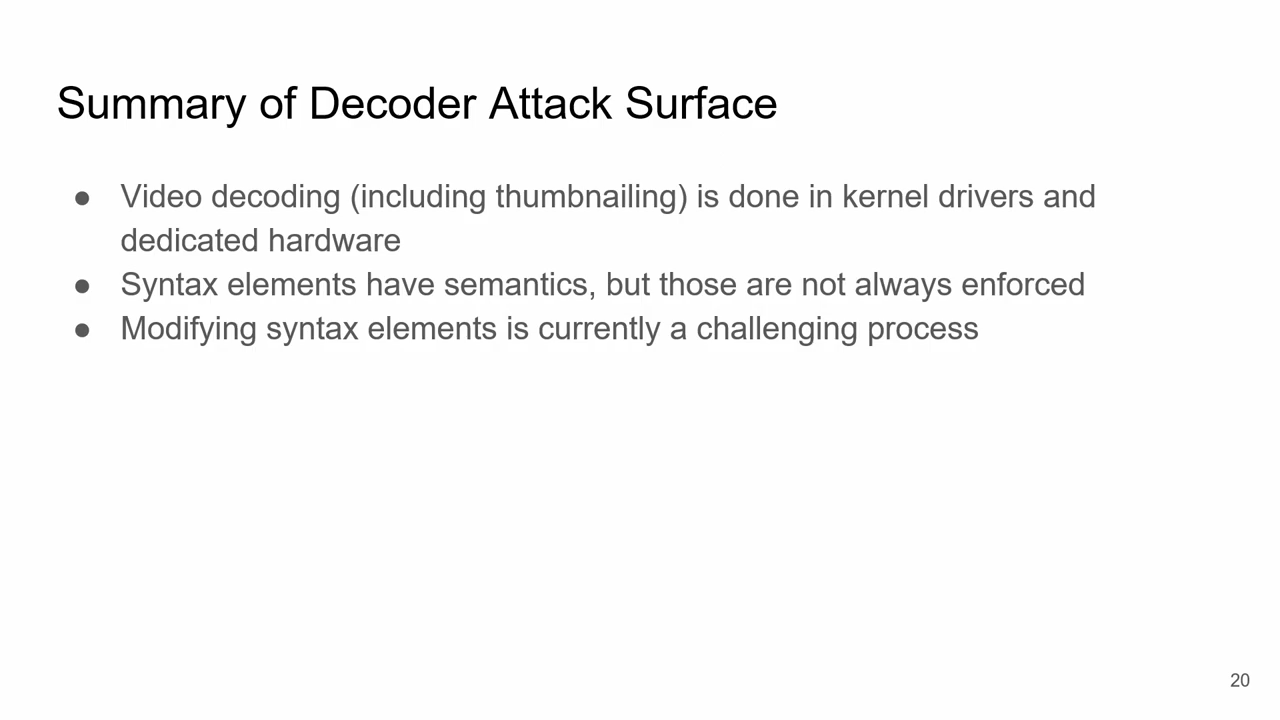 Summary of Decoder Attack Surface
● Video decoding (including thumbnailing) is done in kernel drivers and
dedicated hardware
● Syntax elements have semantics, but those are not always enforced
● Modifying syntax elements is currently a challenging process
20